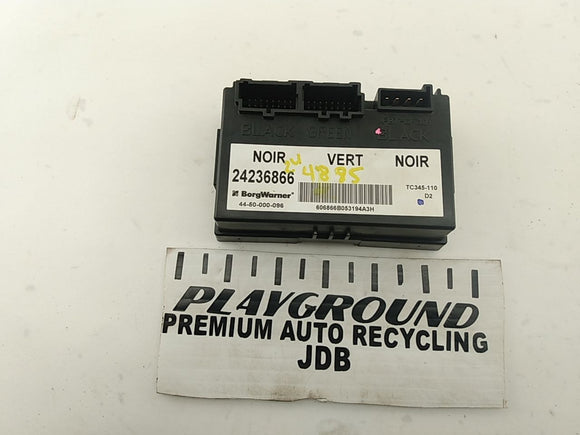 BLACK GREEN BLACK
NOIR VERT NOIR
N4895
24236866
BorgWarner
44-50-000-096
606866B053194A3H
TC345-110
D2
PLAYGROUND
PREMIUM AUTO RECYCLING
JDB